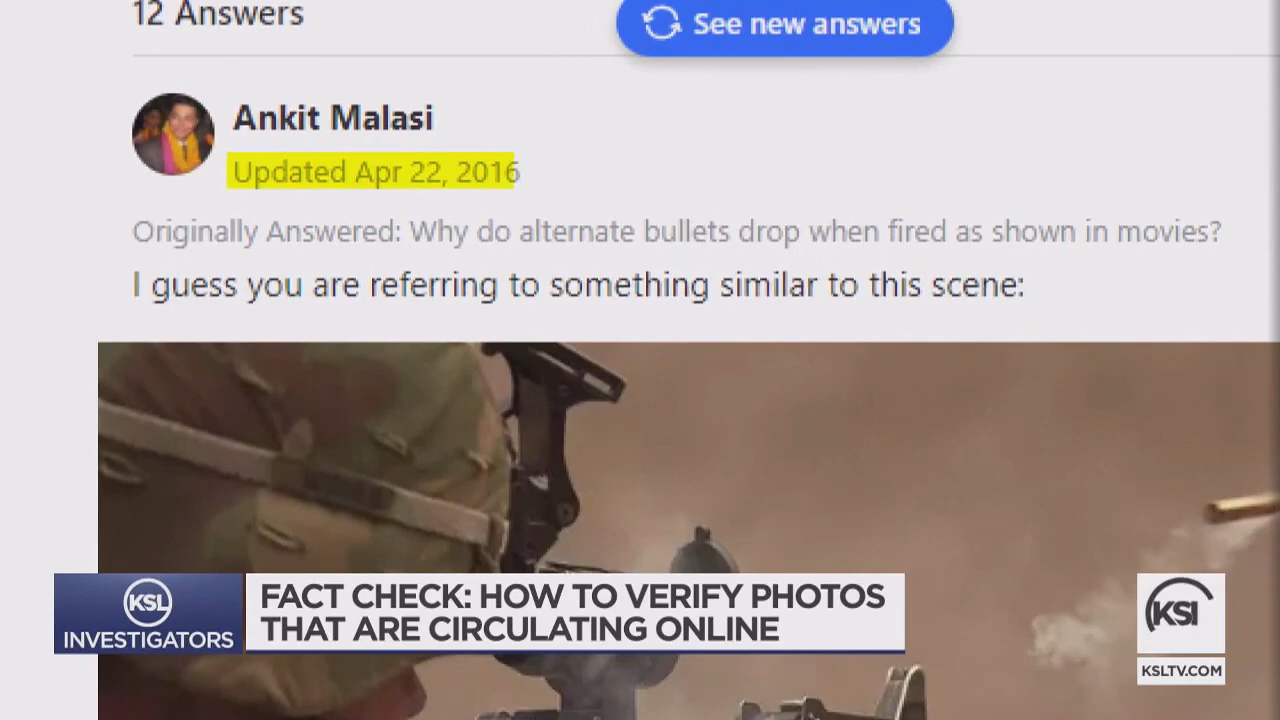 12 Answers
See new answers
Ankit Malasi
Updated Apr 22, 2016
Originally Answered: Why do alternate bullets drop when fired as shown in movies?
I guess you are referring to something similar to this scene:
KSL
INVESTIGATORS
FACT CHECK: HOW TO VERIFY PHOTOS
THAT ARE CIRCULATING ONLINE
KSL
KSLTV.COM